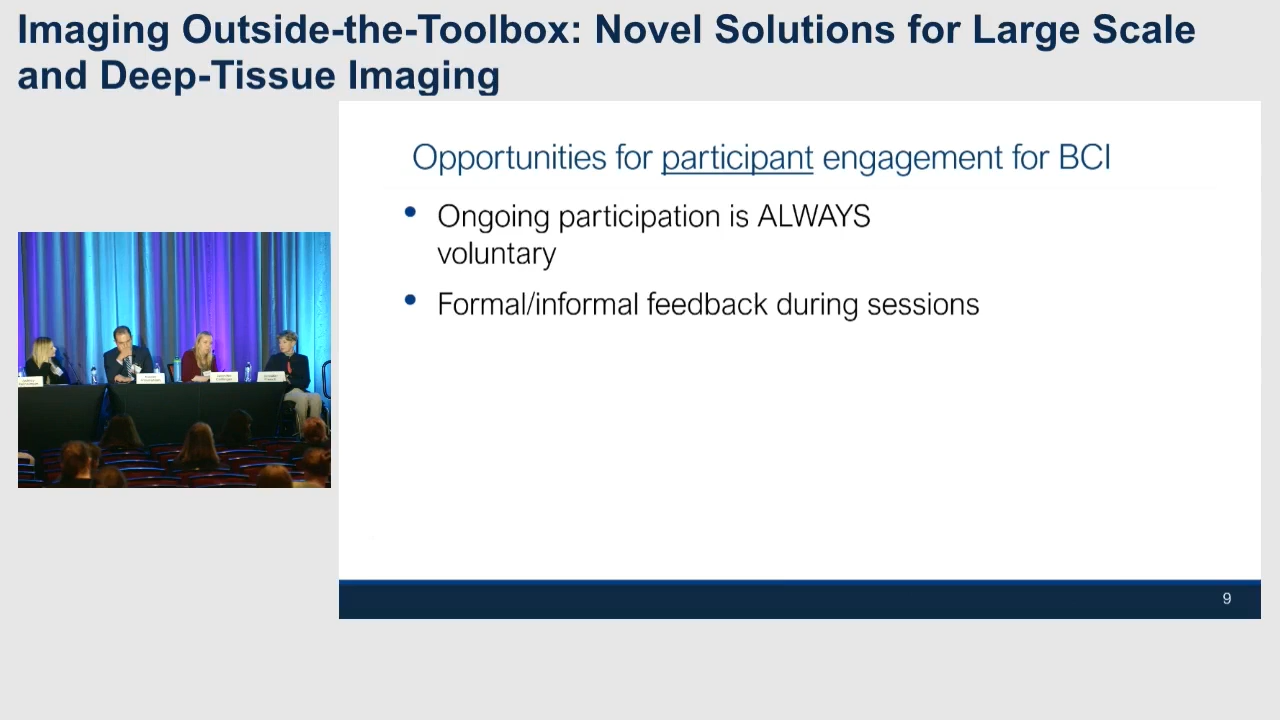 Imaging Outside-the-Toolbox: Novel Solutions for Large Scale
and Deep-Tissue Imaging
Opportunities for participant engagement for BCI
Ongoing participation is ALWAYS
voluntary
Formal/informal feedback during sessions
9